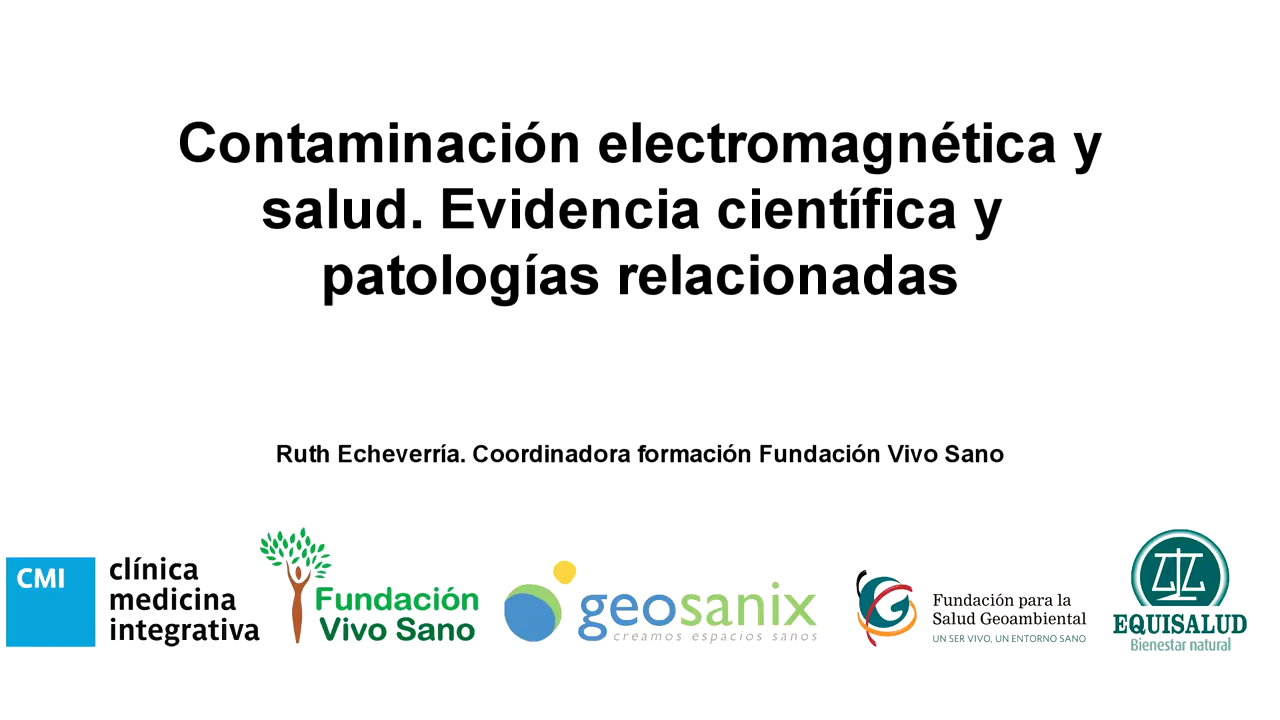 Contaminación electromagnética y
salud. Evidencia científica y
patologías relacionadas
Ruth Echeverría. Coordinadora formación Fundación Vivo Sano
CMI
clínica
medicina
integrativa
Fundación
Vivo Sano
geosanix
creamos espacios sanos
Fundación para la
Salud Geoambiental
UN SER VIVO, UN ENTORNO SANO
EQUISALUD
Bienestar natural